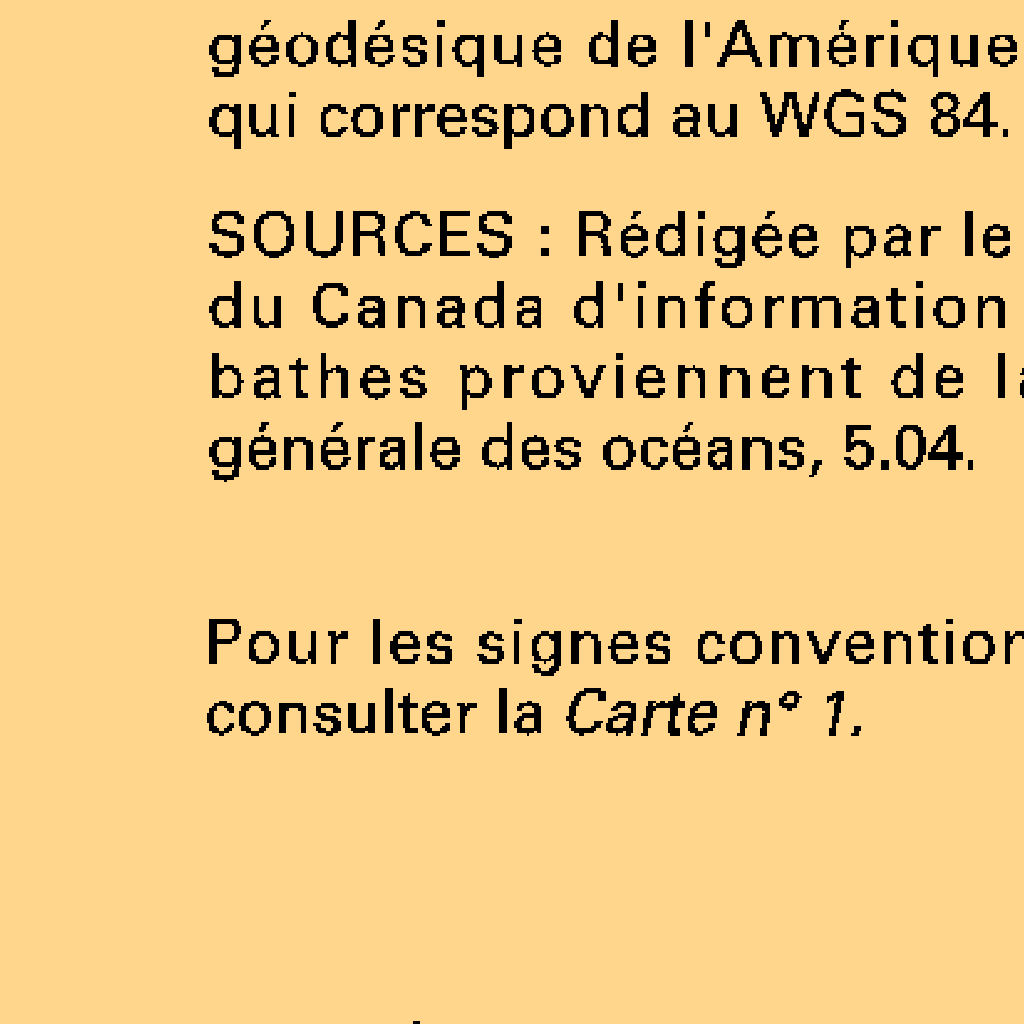 géodésique de l'Amérique
qui correspond au WGS 84.
SOURCES : Rédigée par le
du Canada d'information
bathes proviennent de la
générale des océans, 5.04.
Pour les signes convention
consulter la Carte n° 1.